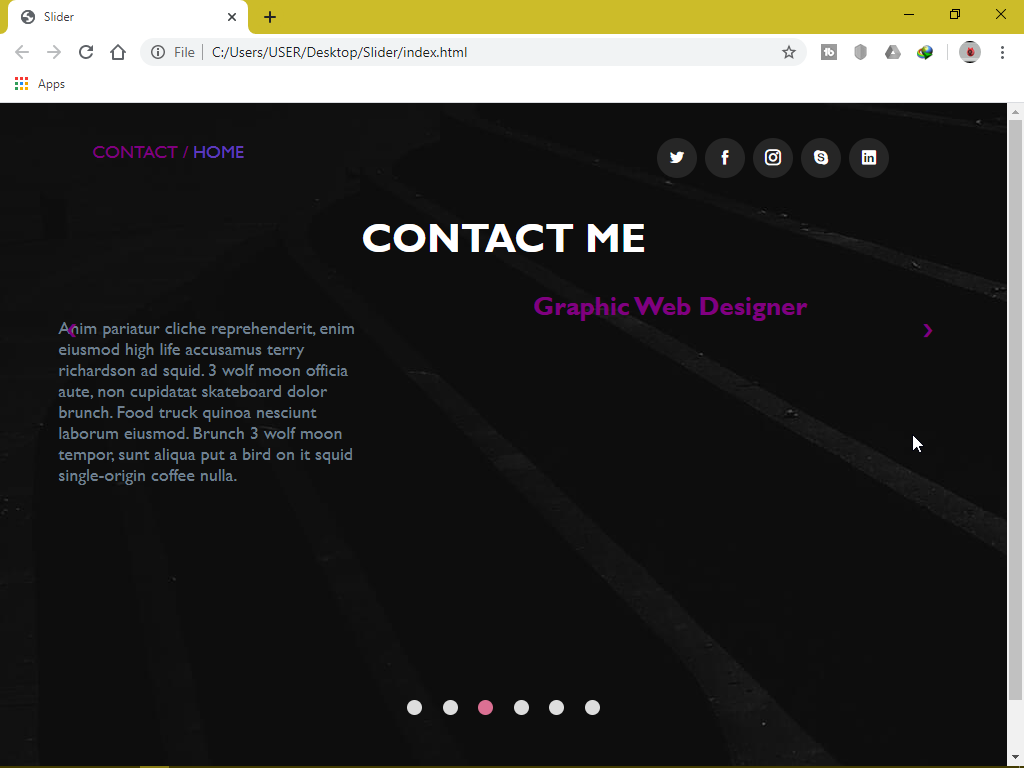 Slider
File
C:/Users/USER/Desktop/Slider/index.html
Apps
CONTACT / HOME
CONTACT ME
Graphic Web Designer
Anim pariatur cliche reprehenderit, enim
eiusmod high life accusamus terry
richardson ad squid. 3 wolf moon officia
aute, non cupidatat skateboard dolor
brunch. Food truck quinoa nesciunt
laborum eiusmod. Brunch 3 wolf moon
tempor, sunt aliqua put a bird on it squid
single-origin coffee nulla.